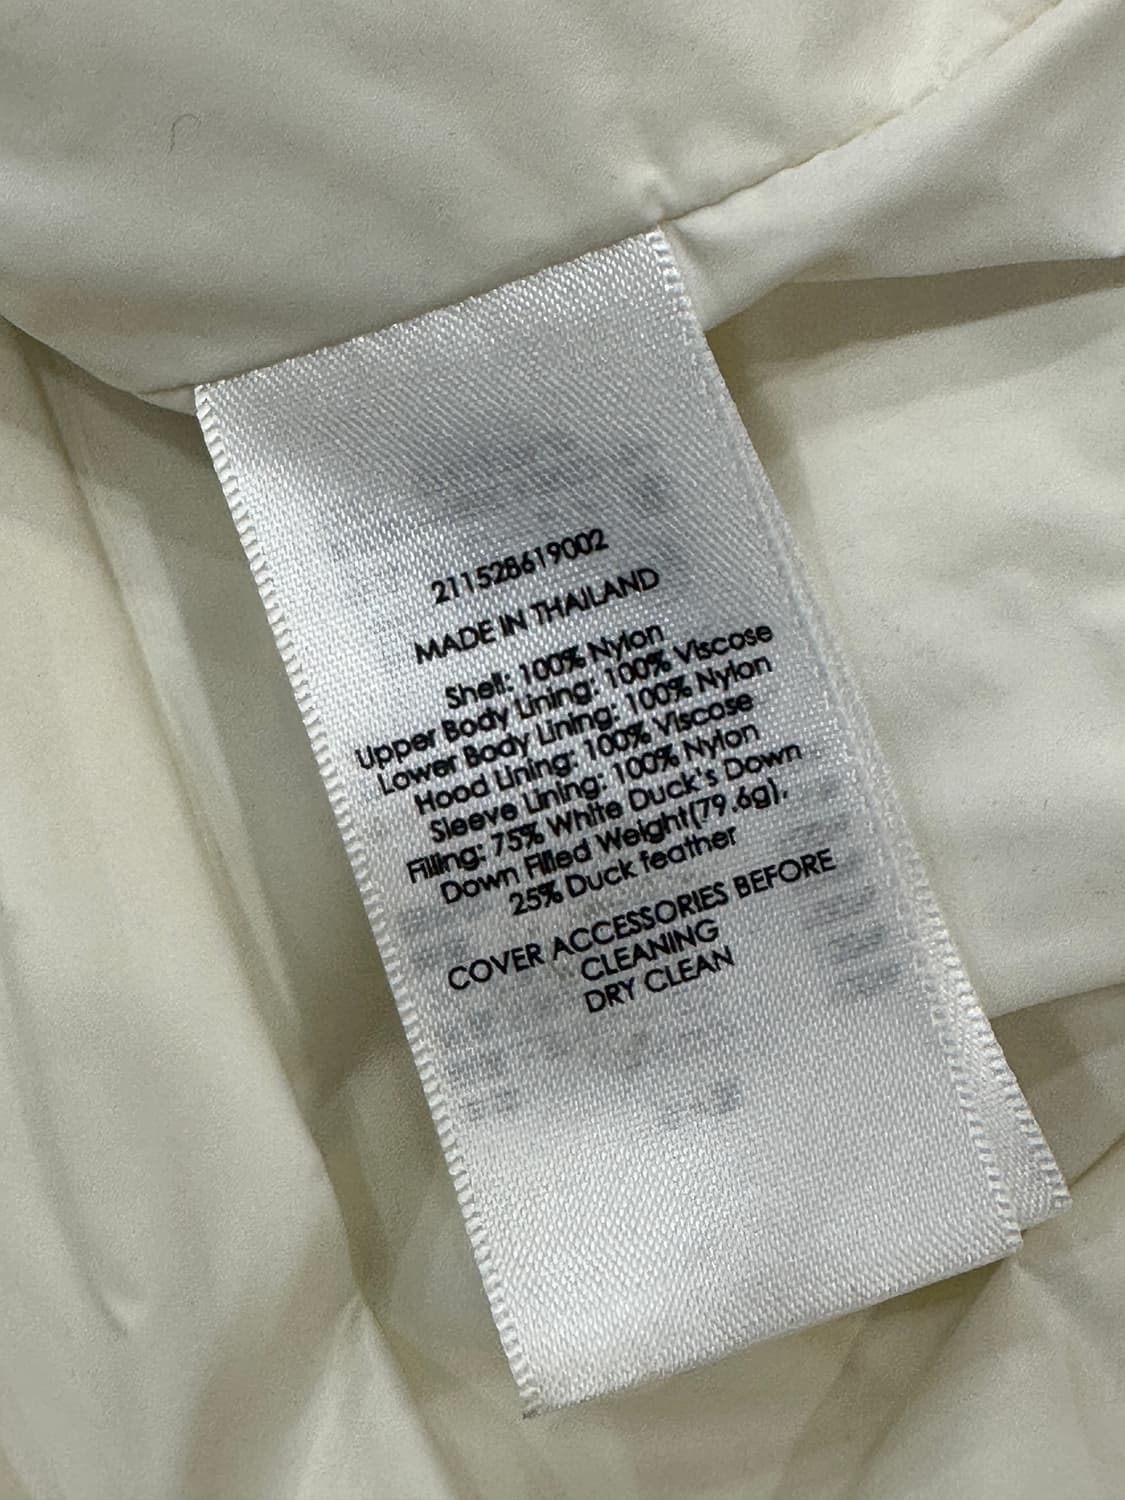 211528619002
MADE IN THAILAND
Shell: 100% Nylon
Upper Body Lining: 100% Viscose
Lower Body Lining: 100% Nylon
Hood Lining: 100% Viscose
Sleeve Lining: 100% Nylon
Filling: 75% White Duck's Down
Down Filled Weight(79.6g),
25% Duck feather
COVER ACCESSORIES BEFORE
CLEANING
DRY CLEAN